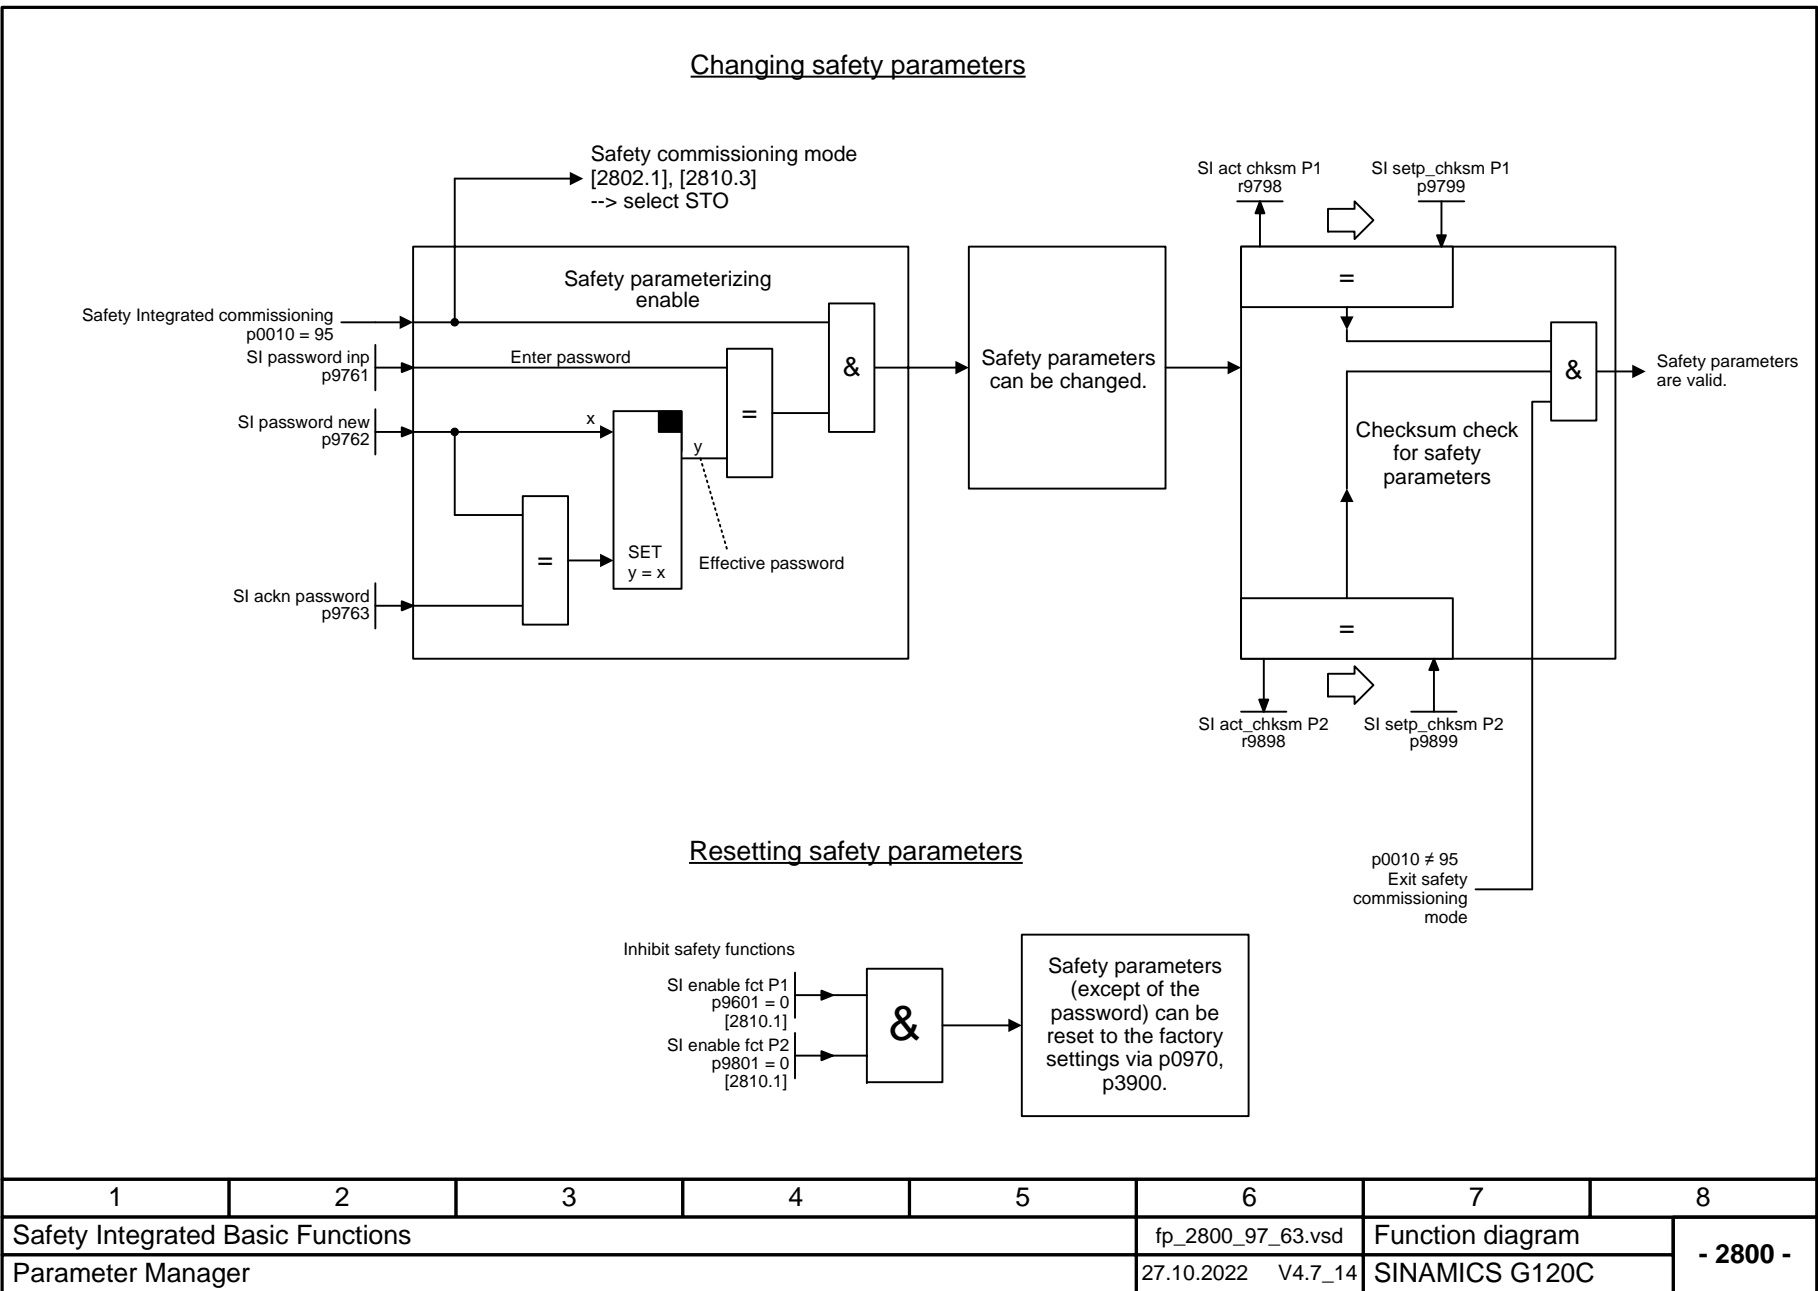 Changing safety parameters
Safety commissioning mode
[2802.1], [2810.3]
--> select STO
Safety parameterizing
enable
Safety Integrated commissioning
p0010 = 95
SI password inp
p9761
Enter password
SI password new
p9762
x
y
=
&
=
SET
y = x
Effective password
SI ackn password
p9763
Safety parameters
can be changed.
SI act chksm P1
r9798
SI setp_chksm P1
p9799
=
&
Safety parameters
are valid.
Checksum check
for safety
parameters
=
SI act_chksm P2
r9898
SI setp_chksm P2
p9899
p0010 ≠ 95
Exit safety
commissioning
mode
Resetting safety parameters
Inhibit safety functions
SI enable fct P1
p9601 = 0
[2810.1]
SI enable fct P2
p9801 = 0
[2810.1]
&
Safety parameters
(except of the
password) can be
reset to the factory
settings via p0970,
p3900.
1 2 3 4 5 6 7 8
Safety Integrated Basic Functions
fp_2800_97_63.vsd
Function diagram
- 2800 -
Parameter Manager
27.10.2022 V4.7_14
SINAMICS G120C